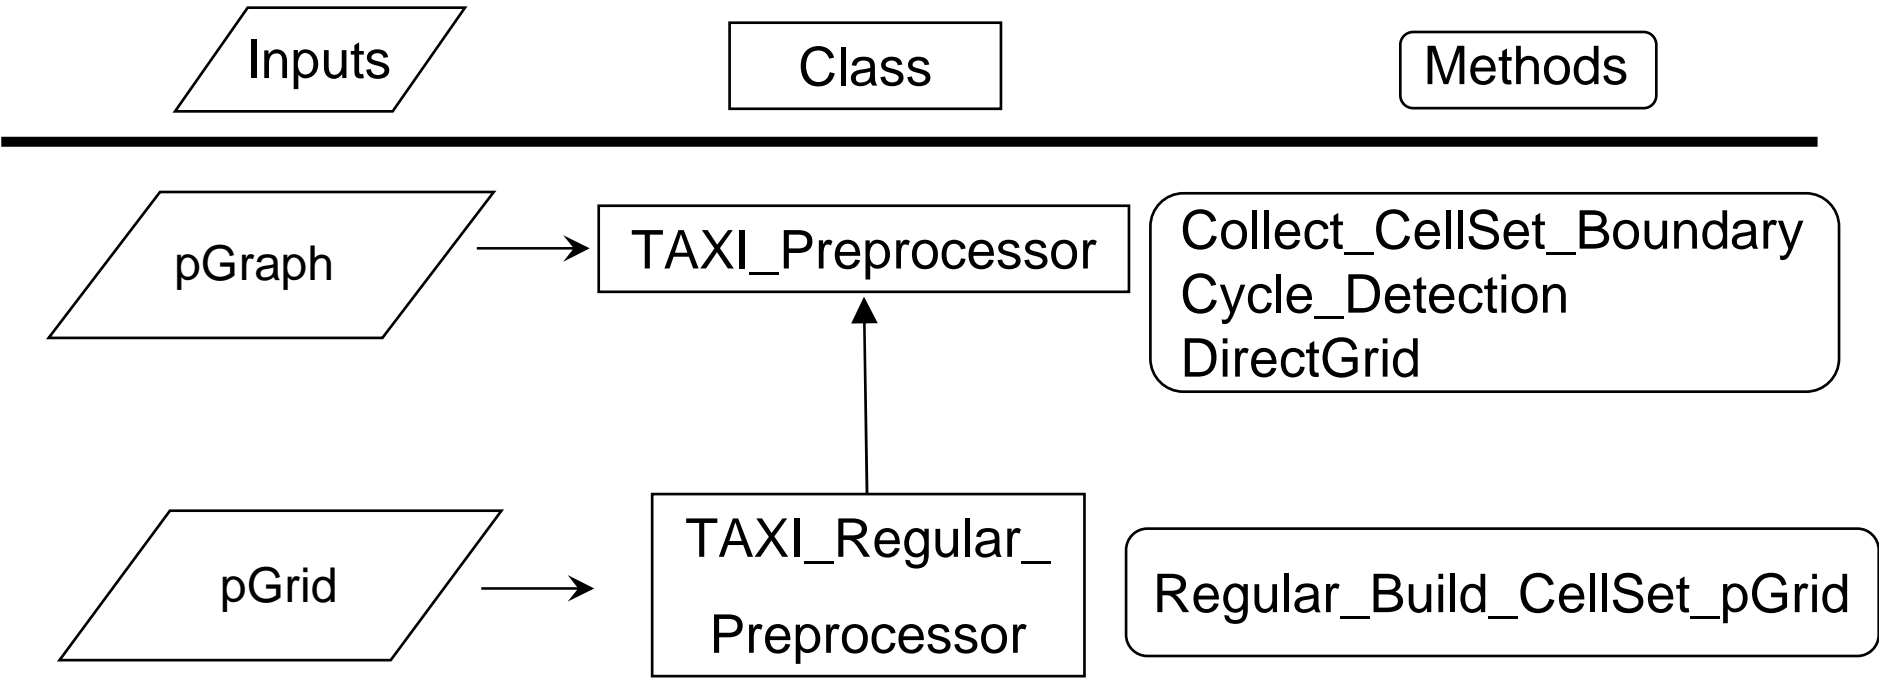 Inputs
Class
Methods
pGraph
TAXI_Preprocessor
Collect_CellSet_Boundary
Cycle_Detection
DirectGrid
pGrid
TAXI_Regular_
Preprocessor
Regular_Build_CellSet_pGrid